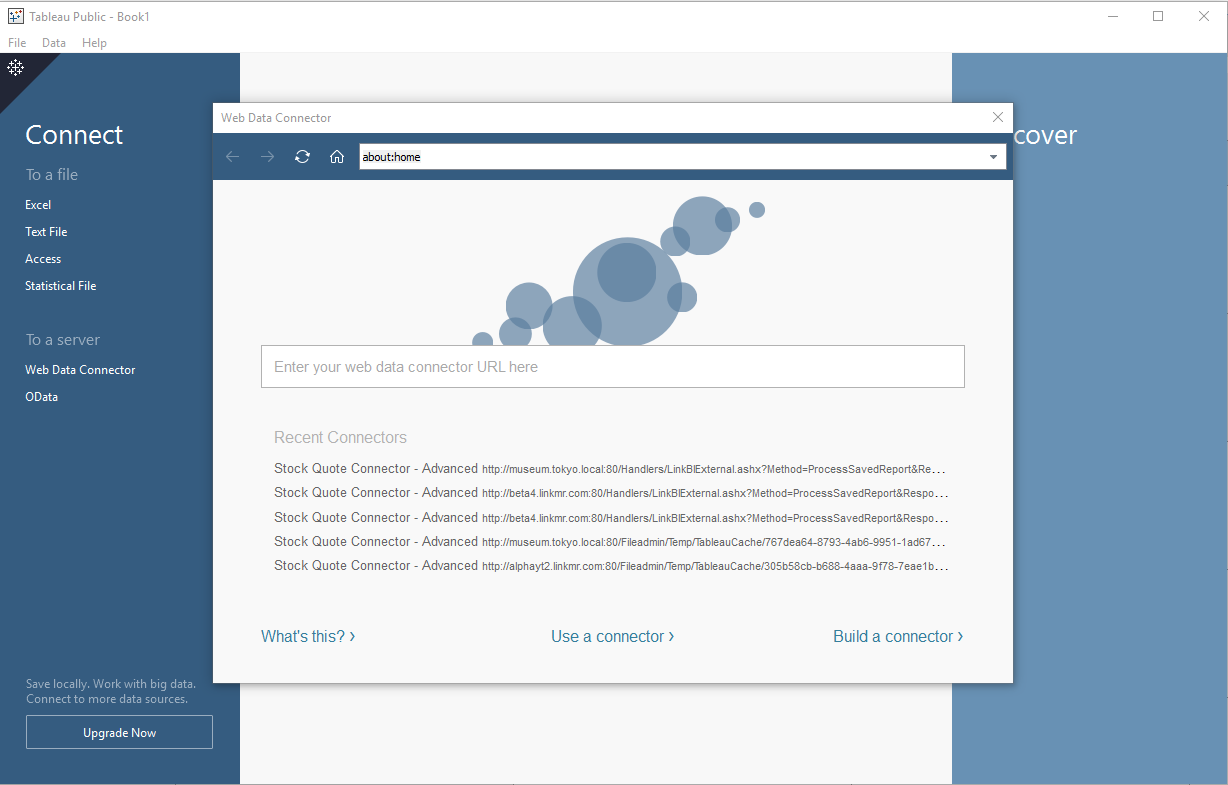 Tableau Public - Book1
File Data Help
Connect
To a file
Excel
Text File
Access
Statistical File
To a server
Web Data Connector
OData
Save locally. Work with big data.
Connect to more data sources.
Upgrade Now
Web Data Connector
about:home
Enter your web data connector URL here
Recent Connectors
Stock Quote Connector - Advanced http://museum.tokyo.local:80/Handlers/LinkBIExternal.ashx?Method=ProcessSavedReport&Re...
Stock Quote Connector - Advanced http://beta4.linkmr.com:80/Handlers/LinkBIExternal.ashx?Method=ProcessSavedReport&Respo...
Stock Quote Connector - Advanced http://beta4.linkmr.com:80/Handlers/LinkBIExternal.ashx?Method=ProcessSavedReport&Respo...
Stock Quote Connector - Advanced http://museum.tokyo.local:80/Fileadmin/Temp/TableauCache/767dea64-8793-4ab6-9951-1ad67...
Stock Quote Connector - Advanced http://alphayt2.linkmr.com:80/Fileadmin/Temp/TableauCache/305b58cb-b688-4aaa-9f78-7eae1b...
What's this? ›
Use a connector ›
Build a connector ›
cover